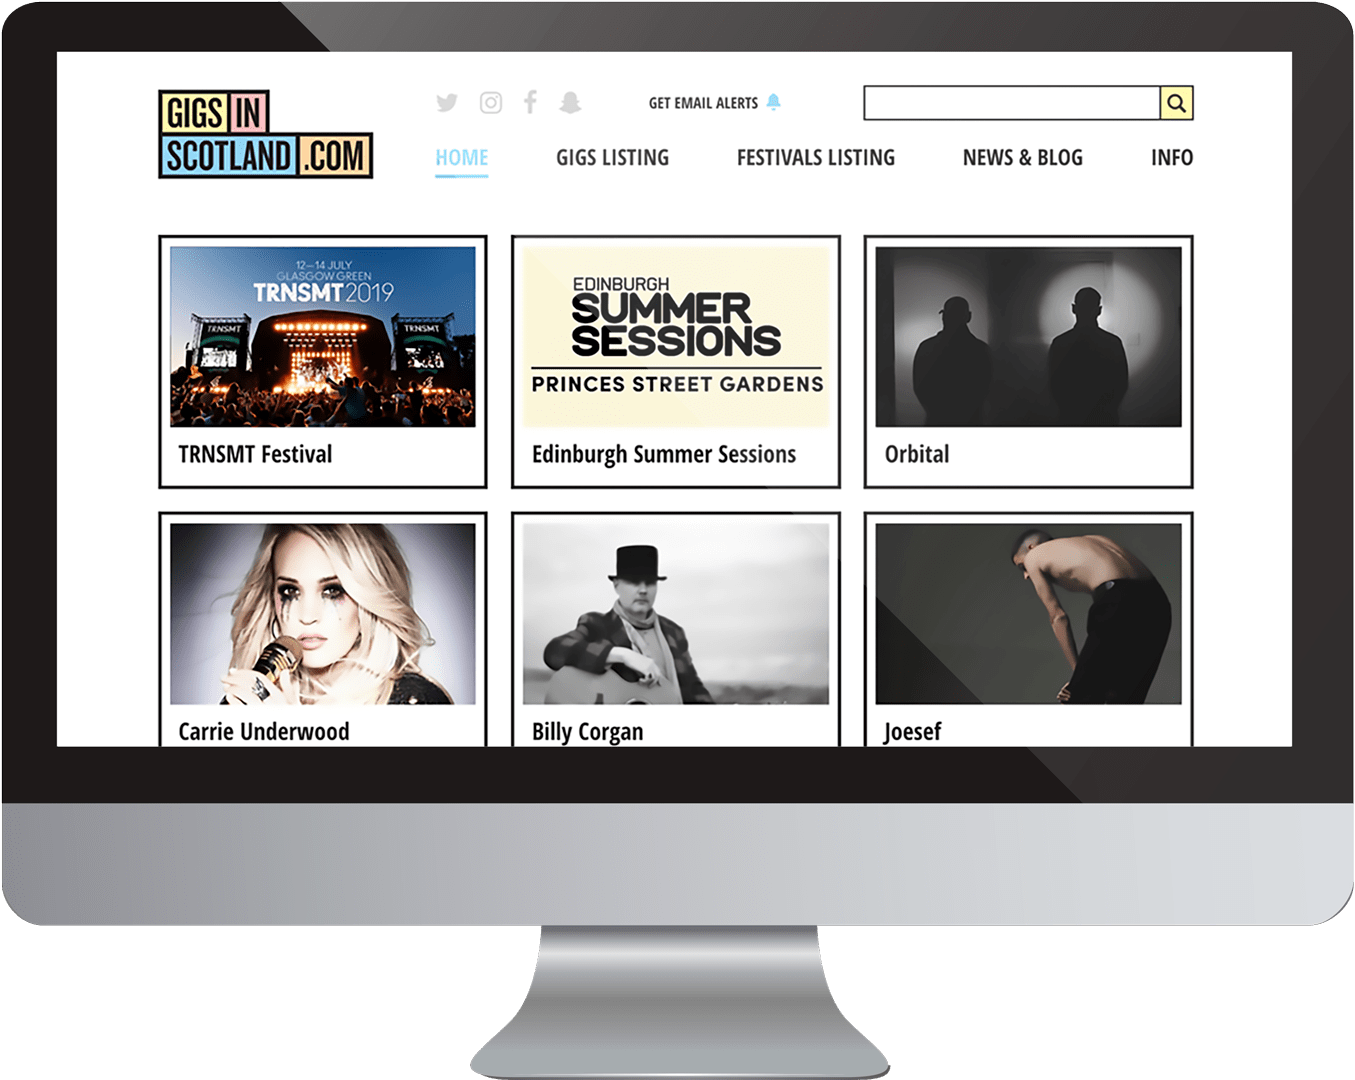 GIGS IN
SCOTLAND .COM
GET EMAIL ALERTS
HOME GIGS LISTING FESTIVALS LISTING NEWS & BLOG INFO
12–14 JULY
GLASGOW GREEN
TRNSMT 2019
TRNSMT TRNSMT
TRNSMT Festival
EDINBURGH
SUMMER
SESSIONS
PRINCES STREET GARDENS
Edinburgh Summer Sessions
Orbital
Carrie Underwood
Billy Corgan
Joesef